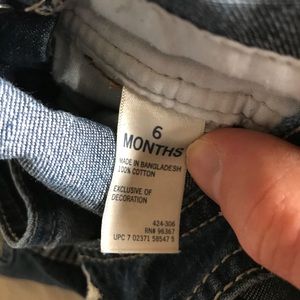 6
MONTHS
MADE IN BANGLADESH
100% COTTON
EXCLUSIVE OF
DECORATION
424-306
RN# 96367
UPC 7 02371 58547 5